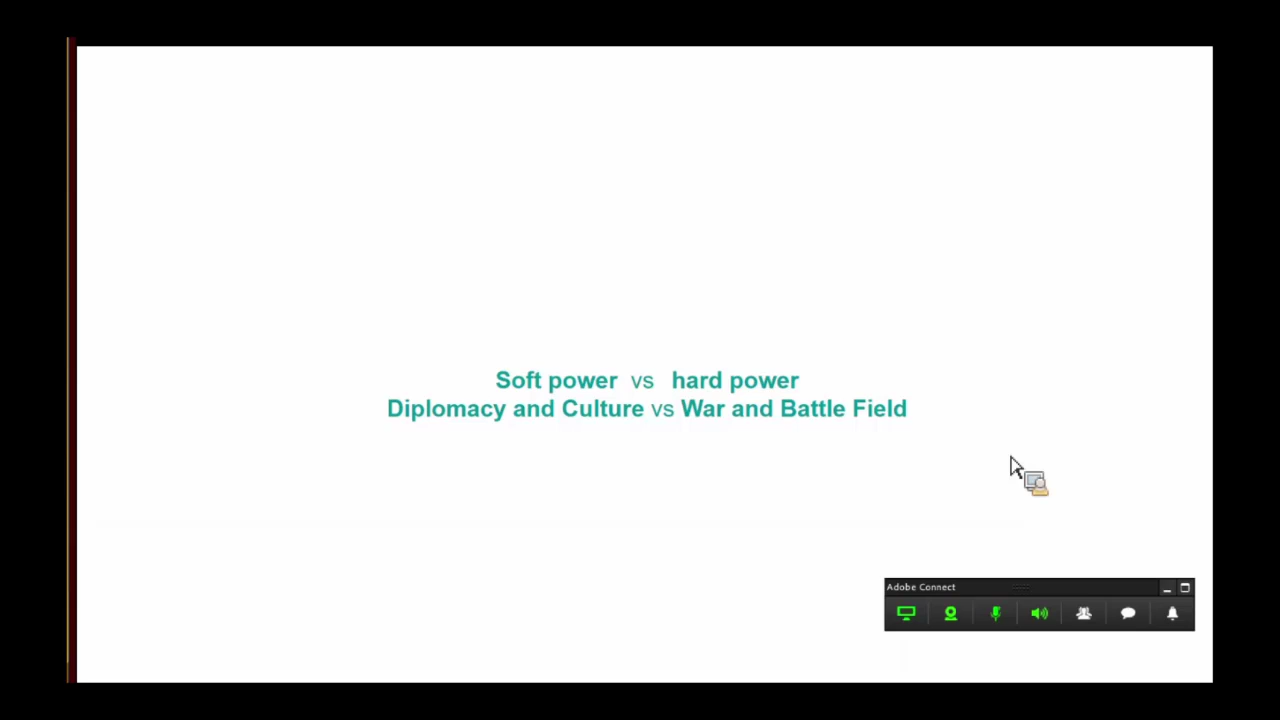 Soft power vs hard power
Diplomacy and Culture vs War and Battle Field
Adobe Connect